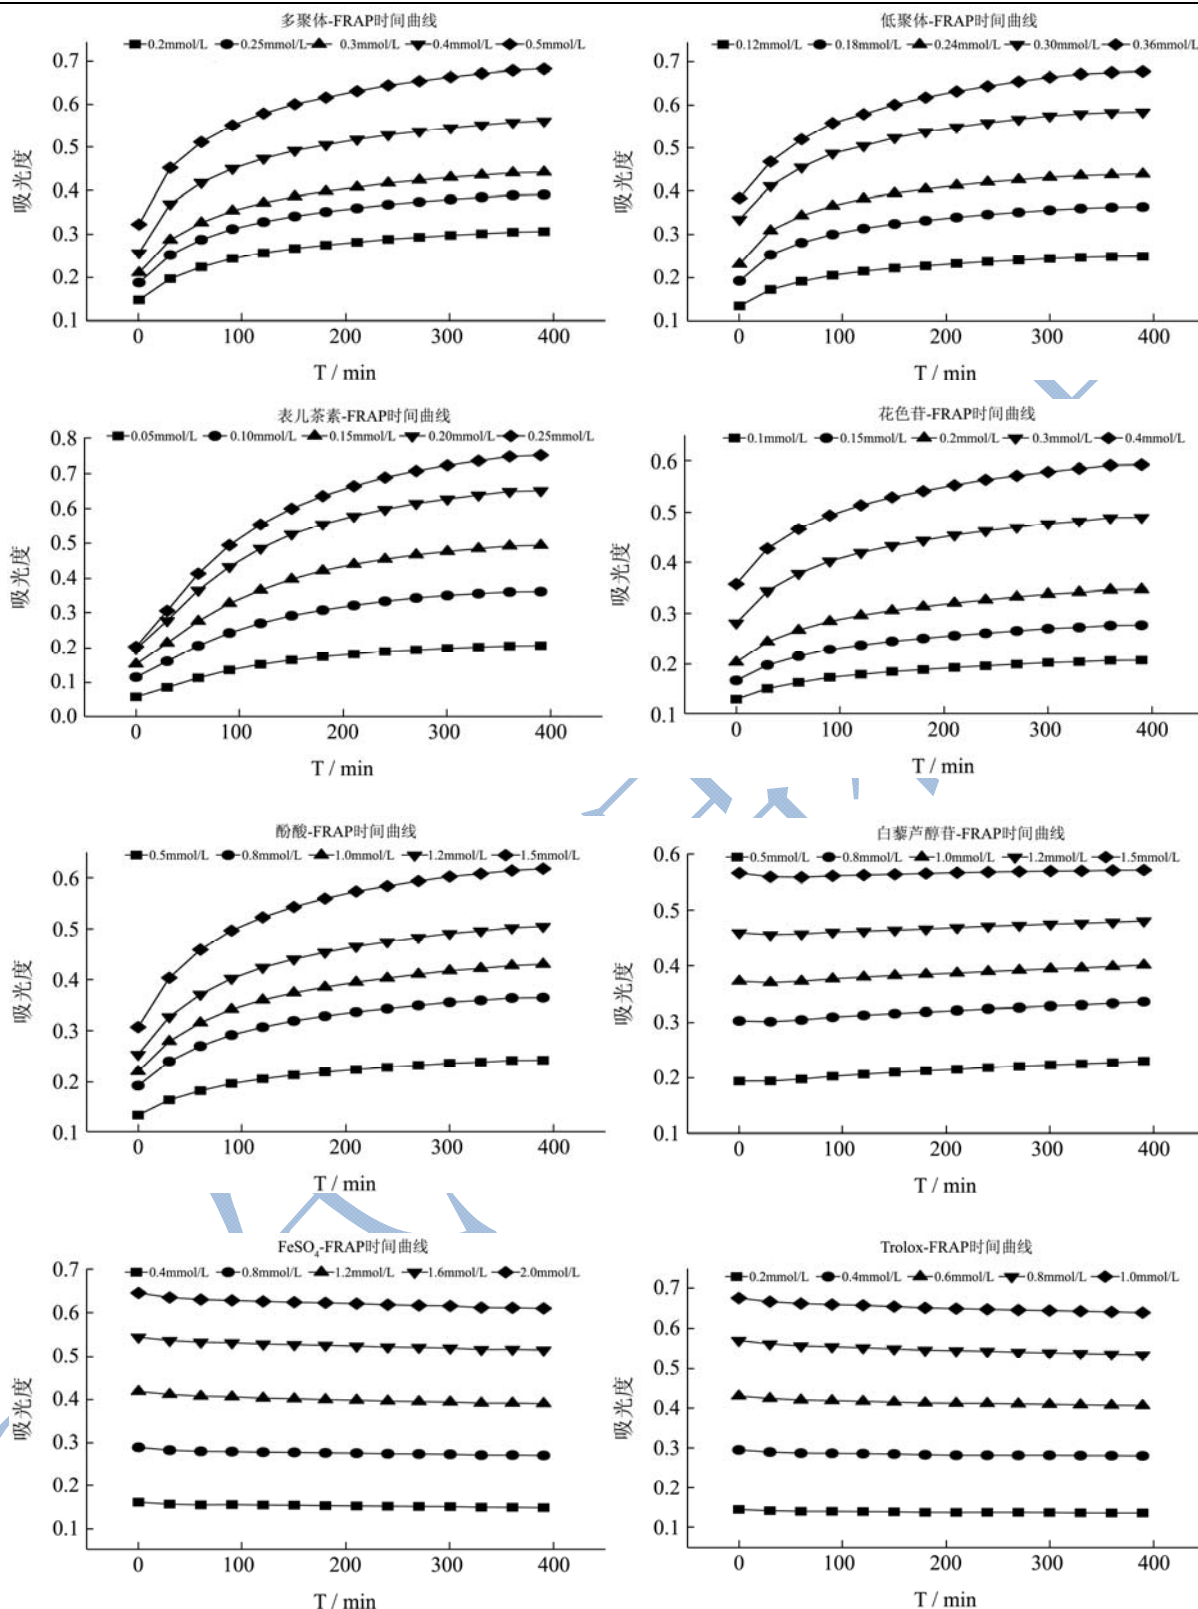 多聚体-FRAP时间曲线
0.2mmol/L 0.25mmol/L 0.3mmol/L 0.4mmol/L 0.5mmol/L
0.7
0.6
0.5
0.4
0.3
0.2
0.1
吸光度
0 100 200 300 400
T / min
低聚体-FRAP时间曲线
0.12mmol/L 0.18mmol/L 0.24mmol/L 0.30mmol/L 0.36mmol/L
0.7
0.6
0.5
0.4
0.3
0.2
0.1
吸光度
0 100 200 300 400
T / min
表儿茶素-FRAP时间曲线
0.05mmol/L 0.10mmol/L 0.15mmol/L 0.20mmol/L 0.25mmol/L
0.8
0.7
0.6
0.5
0.4
0.3
0.2
0.1
0.0
吸光度
0 100 200 300 400
T / min
花色苷-FRAP时间曲线
0.1mmol/L 0.15mmol/L 0.2mmol/L 0.3mmol/L 0.4mmol/L
0.6
0.5
0.4
0.3
0.2
0.1
吸光度
0 100 200 300 400
T / min
酚酸-FRAP时间曲线
0.5mmol/L 0.8mmol/L 1.0mmol/L 1.2mmol/L 1.5mmol/L
0.6
0.5
0.4
0.3
0.2
0.1
吸光度
0 100 200 300 400
T / min
白藜芦醇苷-FRAP时间曲线
0.5mmol/L 0.8mmol/L 1.0mmol/L 1.2mmol/L 1.5mmol/L
0.6
0.5
0.4
0.3
0.2
0.1
吸光度
0 100 200 300 400
T / min
FeSO₄-FRAP时间曲线
0.4mmol/L 0.8mmol/L 1.2mmol/L 1.6mmol/L 2.0mmol/L
0.7
0.6
0.5
0.4
0.3
0.2
0.1
吸光度
0 100 200 300 400
T / min
Trolox-FRAP时间曲线
0.2mmol/L 0.4mmol/L 0.6mmol/L 0.8mmol/L 1.0mmol/L
0.7
0.6
0.5
0.4
0.3
0.2
0.1
吸光度
0 100 200 300 400
T / min